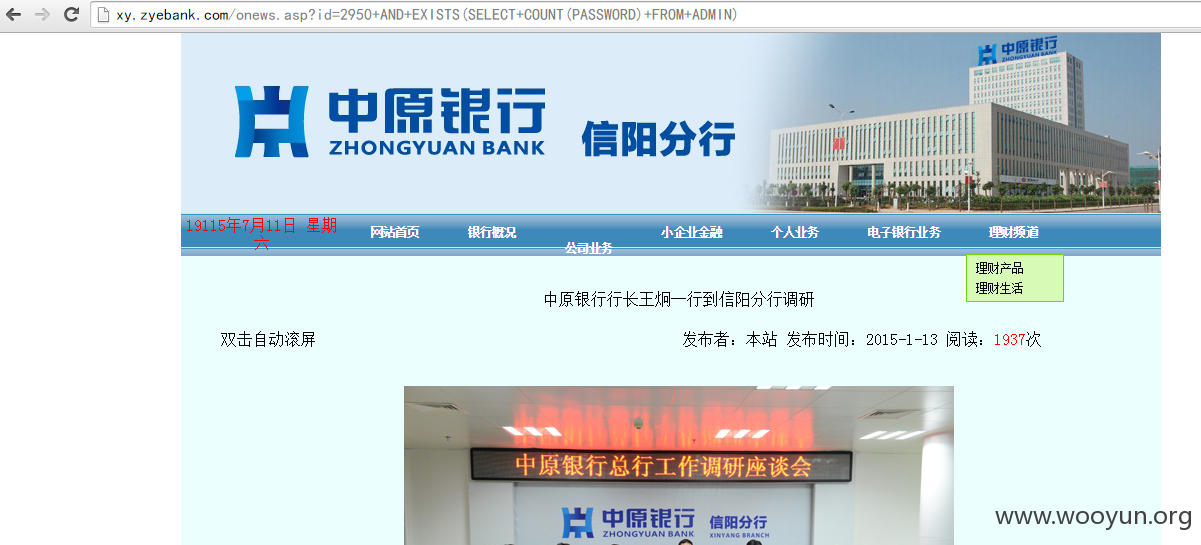 xy.zyebank.com/onews.asp?id=2950+AND+EXISTS(SELECT+COUNT(PASSWORD)+FROM+ADMIN)
中原银行
ZHONGYUAN BANK
信阳分行
中原银行
ZHONGYUAN BANK
19115年7月11日 星期
六
网站首页 银行概况 公司业务 小企业金融 个人业务 电子银行业务 理财频道
理财产品
理财生活
中原银行行长王炯一行到信阳分行调研
双击自动滚屏 发布者：本站 发布时间：2015-1-13 阅读：1937次
中原银行总行工作调研座谈会
中原银行 信阳分行
ZHONGYUAN BANK XINYANG BRANCH
www.wooyun.org